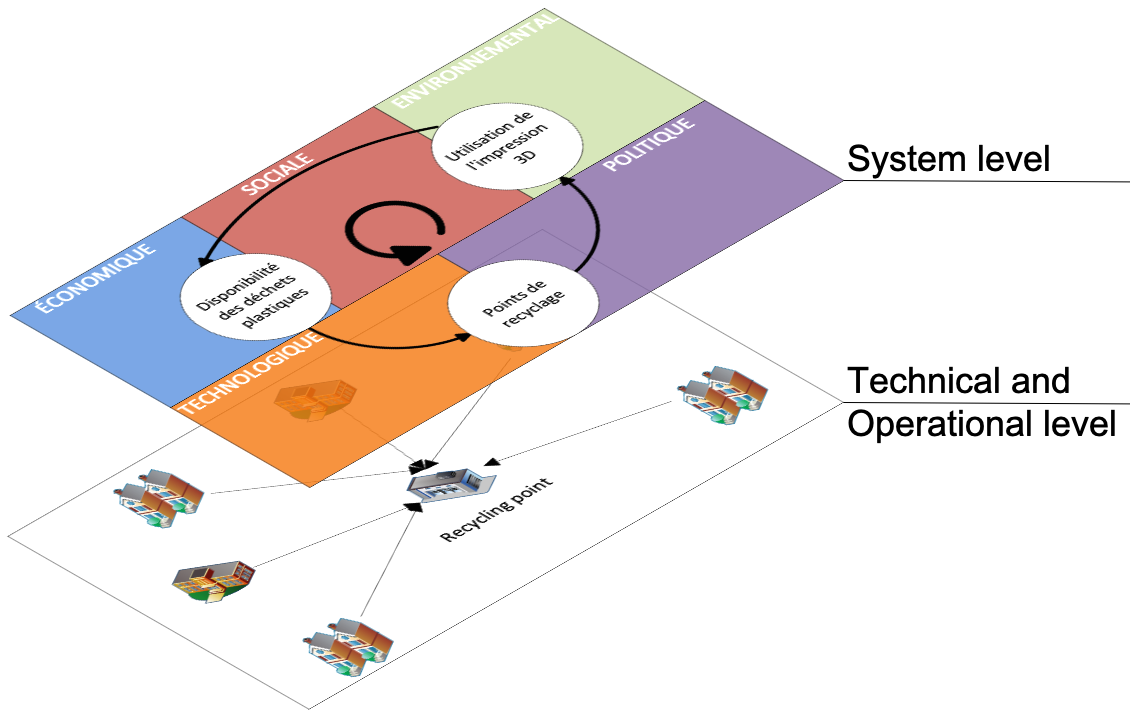 ENVIRONNEMENTAL
Utilisation de
l'impression
3D
POLITIQUE
SOCIALE
System level
ÉCONOMIQUE
Disponibilité
des déchets
plastiques
Points de
recyclage
TECHNOLOGIQUE
Technical and
Operational level
Recycling point